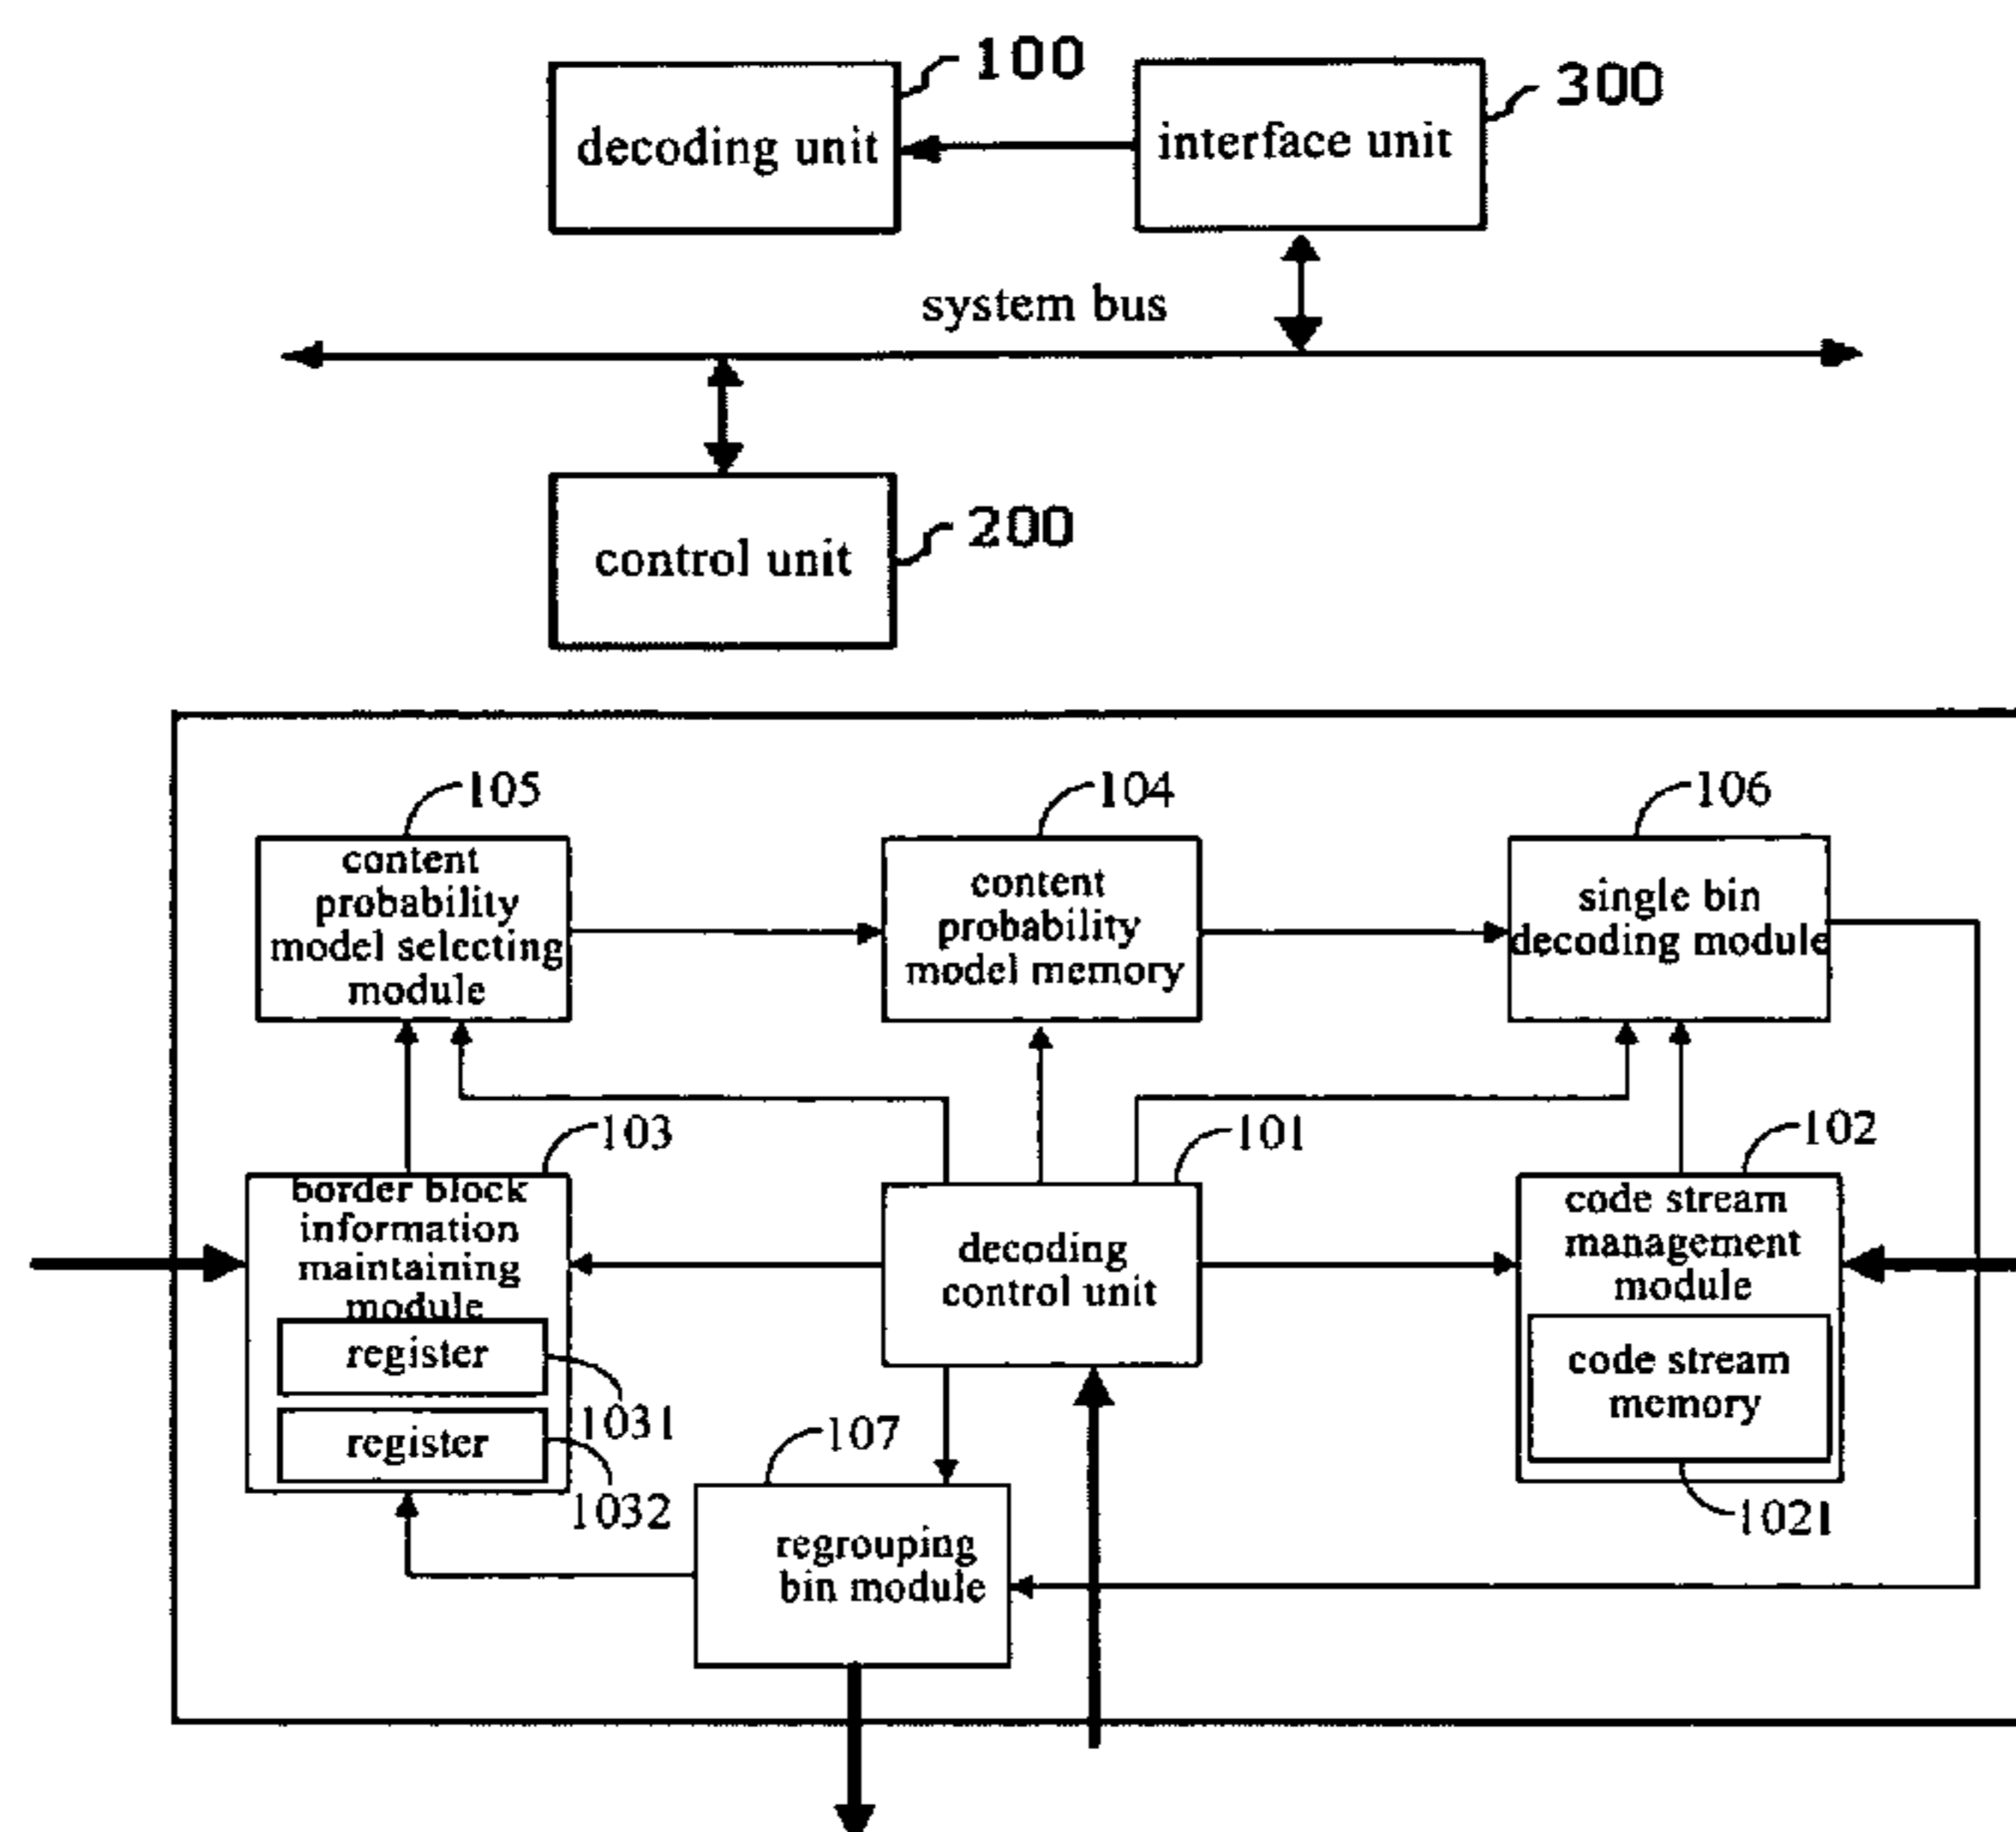 100
300
decoding unit
interface unit
system bus
200
control unit
105
104
106
content
probability
model selecting
module
content
probability
model memory
single bin
decoding module
103
101
102
border block
information
maintaining
module
register
1031
register
1032
decoding
control unit
code stream
management
module
code stream
memory
1021
107
regrouping
bin module